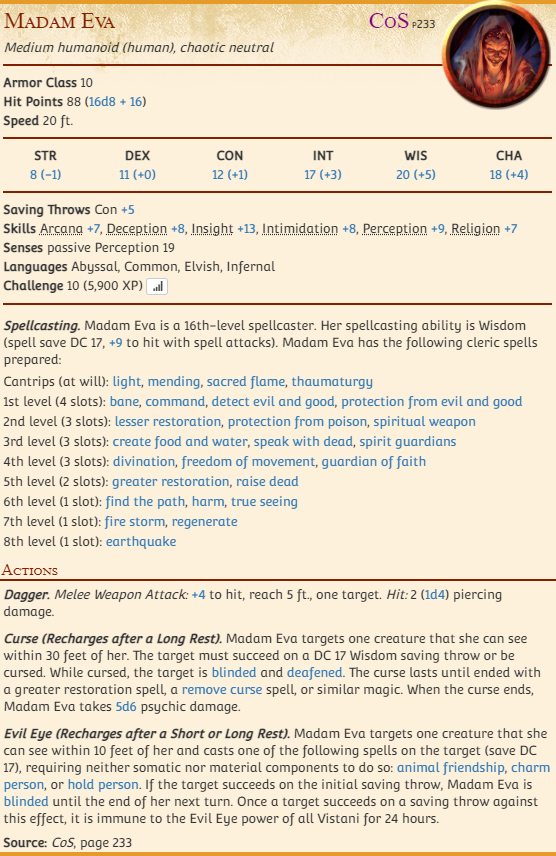 Madam Eva CoS P233
Medium humanoid (human), chaotic neutral
Armor Class 10
Hit Points 88 (16d8 + 16)
Speed 20 ft.
STR DEX CON INT WIS CHA
8 (−1) 11 (+0) 12 (+1) 17 (+3) 20 (+5) 18 (+4)
Saving Throws Con +5
Skills Arcana +7, Deception +8, Insight +13, Intimidation +8, Perception +9, Religion +7
Senses passive Perception 19
Languages Abyssal, Common, Elvish, Infernal
Challenge 10 (5,900 XP)
Spellcasting. Madam Eva is a 16th-level spellcaster. Her spellcasting ability is Wisdom
(spell save DC 17, +9 to hit with spell attacks). Madam Eva has the following cleric spells
prepared:
Cantrips (at will): light, mending, sacred flame, thaumaturgy
1st level (4 slots): bane, command, detect evil and good, protection from evil and good
2nd level (3 slots): lesser restoration, protection from poison, spiritual weapon
3rd level (3 slots): create food and water, speak with dead, spirit guardians
4th level (3 slots): divination, freedom of movement, guardian of faith
5th level (2 slots): greater restoration, raise dead
6th level (1 slot): find the path, harm, true seeing
7th level (1 slot): fire storm, regenerate
8th level (1 slot): earthquake
Actions
Dagger. Melee Weapon Attack: +4 to hit, reach 5 ft., one target. Hit: 2 (1d4) piercing
damage.
Curse (Recharges after a Long Rest). Madam Eva targets one creature that she can see
within 30 feet of her. The target must succeed on a DC 17 Wisdom saving throw or be
cursed. While cursed, the target is blinded and deafened. The curse lasts until ended with
a greater restoration spell, a remove curse spell, or similar magic. When the curse ends,
Madam Eva takes 5d6 psychic damage.
Evil Eye (Recharges after a Short or Long Rest). Madam Eva targets one creature that she
can see within 10 feet of her and casts one of the following spells on the target (save DC
17), requiring neither somatic nor material components to do so: animal friendship, charm
person, or hold person. If the target succeeds on the initial saving throw, Madam Eva is
blinded until the end of her next turn. Once a target succeeds on a saving throw against
this effect, it is immune to the Evil Eye power of all Vistani for 24 hours.
Source: CoS, page 233